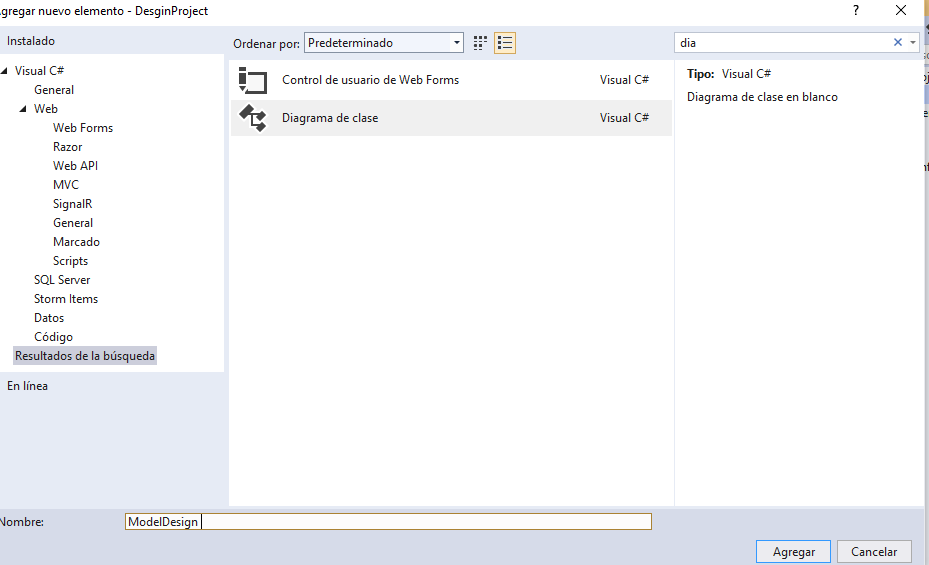 gregar nuevo elemento - DesginProject ?
Instalado
Ordenar por: Predeterminado
dia
Visual C#
General
Web
Web Forms
Razor
Web API
MVC
SignalR
General
Marcado
Scripts
SQL Server
Storm Items
Datos
Código
Resultados de la búsqueda
En línea
Control de usuario de Web Forms Visual C#
Diagrama de clase Visual C#
Tipo: Visual C#
Diagrama de clase en blanco
Nombre: ModelDesign
Agregar Cancelar